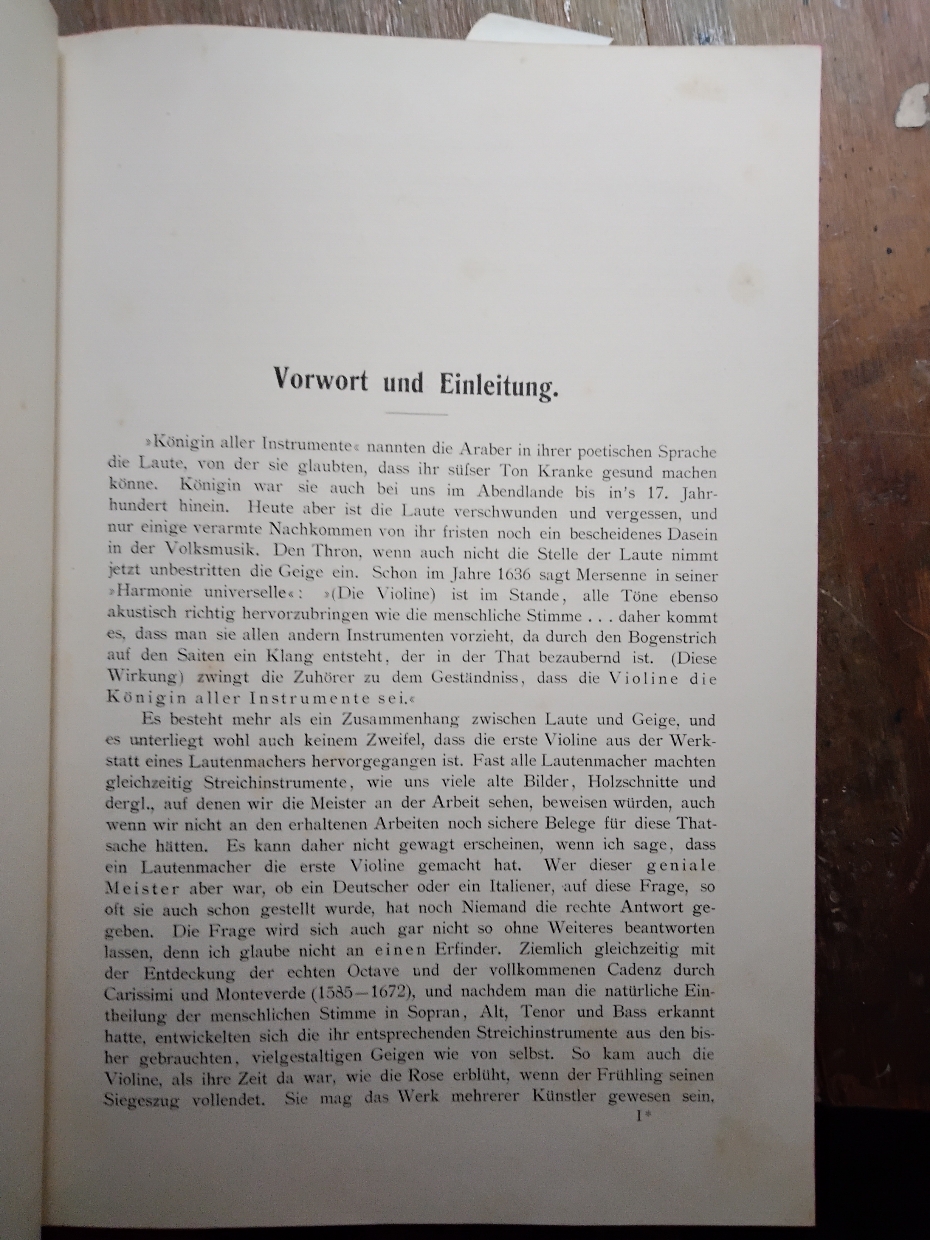 Vorwort und Einleitung.
»Königin aller Instrumente« nannten die Araber in ihrer poetischen Sprache
die Laute, von der sie glaubten, dass ihr süfser Ton Kranke gesund machen
könne. Königin war sie auch bei uns im Abendlande bis in's 17. Jahr-
hundert hinein. Heute aber ist die Laute verschwunden und vergessen, und
nur einige verarmte Nachkommen von ihr fristen noch ein bescheidenes Dasein
in der Volksmusik. Den Thron, wenn auch nicht die Stelle der Laute nimmt
jetzt unbestritten die Geige ein. Schon im Jahre 1636 sagt Mersenne in seiner
»Harmonie universelle«: »(Die Violine) ist im Stande, alle Töne ebenso
akustisch richtig hervorzubringen wie die menschliche Stimme . . . daher kommt
es, dass man sie allen andern Instrumenten vorzieht, da durch den Bogenstrich
auf den Saiten ein Klang entsteht, der in der That bezaubernd ist. (Diese
Wirkung) zwingt die Zuhörer zu dem Geständniss, dass die Violine die
Königin aller Instrumente sei.«
Es besteht mehr als ein Zusammenhang zwischen Laute und Geige, und
es unterliegt wohl auch keinem Zweifel, dass die erste Violine aus der Werk-
statt eines Lautenmachers hervorgegangen ist. Fast alle Lautenmacher machten
gleichzeitig Streichinstrumente, wie uns viele alte Bilder, Holzschnitte und
dergl., auf denen wir die Meister an der Arbeit sehen, beweisen würden, auch
wenn wir nicht an den erhaltenen Arbeiten noch sichere Belege für diese That-
sache hätten. Es kann daher nicht gewagt erscheinen, wenn ich sage, dass
ein Lautenmacher die erste Violine gemacht hat. Wer dieser geniale
Meister aber war, ob ein Deutscher oder ein Italiener, auf diese Frage, so
oft sie auch schon gestellt wurde, hat noch Niemand die rechte Antwort ge-
geben. Die Frage wird sich auch gar nicht so ohne Weiteres beantworten
lassen, denn ich glaube nicht an einen Erfinder. Ziemlich gleichzeitig mit
der Entdeckung der echten Octave und der vollkommenen Cadenz durch
Carissimi und Monteverde (1585—1672), und nachdem man die natürliche Ein-
theilung der menschlichen Stimme in Sopran, Alt, Tenor und Bass erkannt
hatte, entwickelten sich die ihr entsprechenden Streichinstrumente aus den bis-
her gebrauchten, vielgestaltigen Geigen wie von selbst. So kam auch die
Violine, als ihre Zeit da war, wie die Rose erblüht, wenn der Frühling seinen
Siegeszug vollendet. Sie mag das Werk mehrerer Künstler gewesen sein,
I*